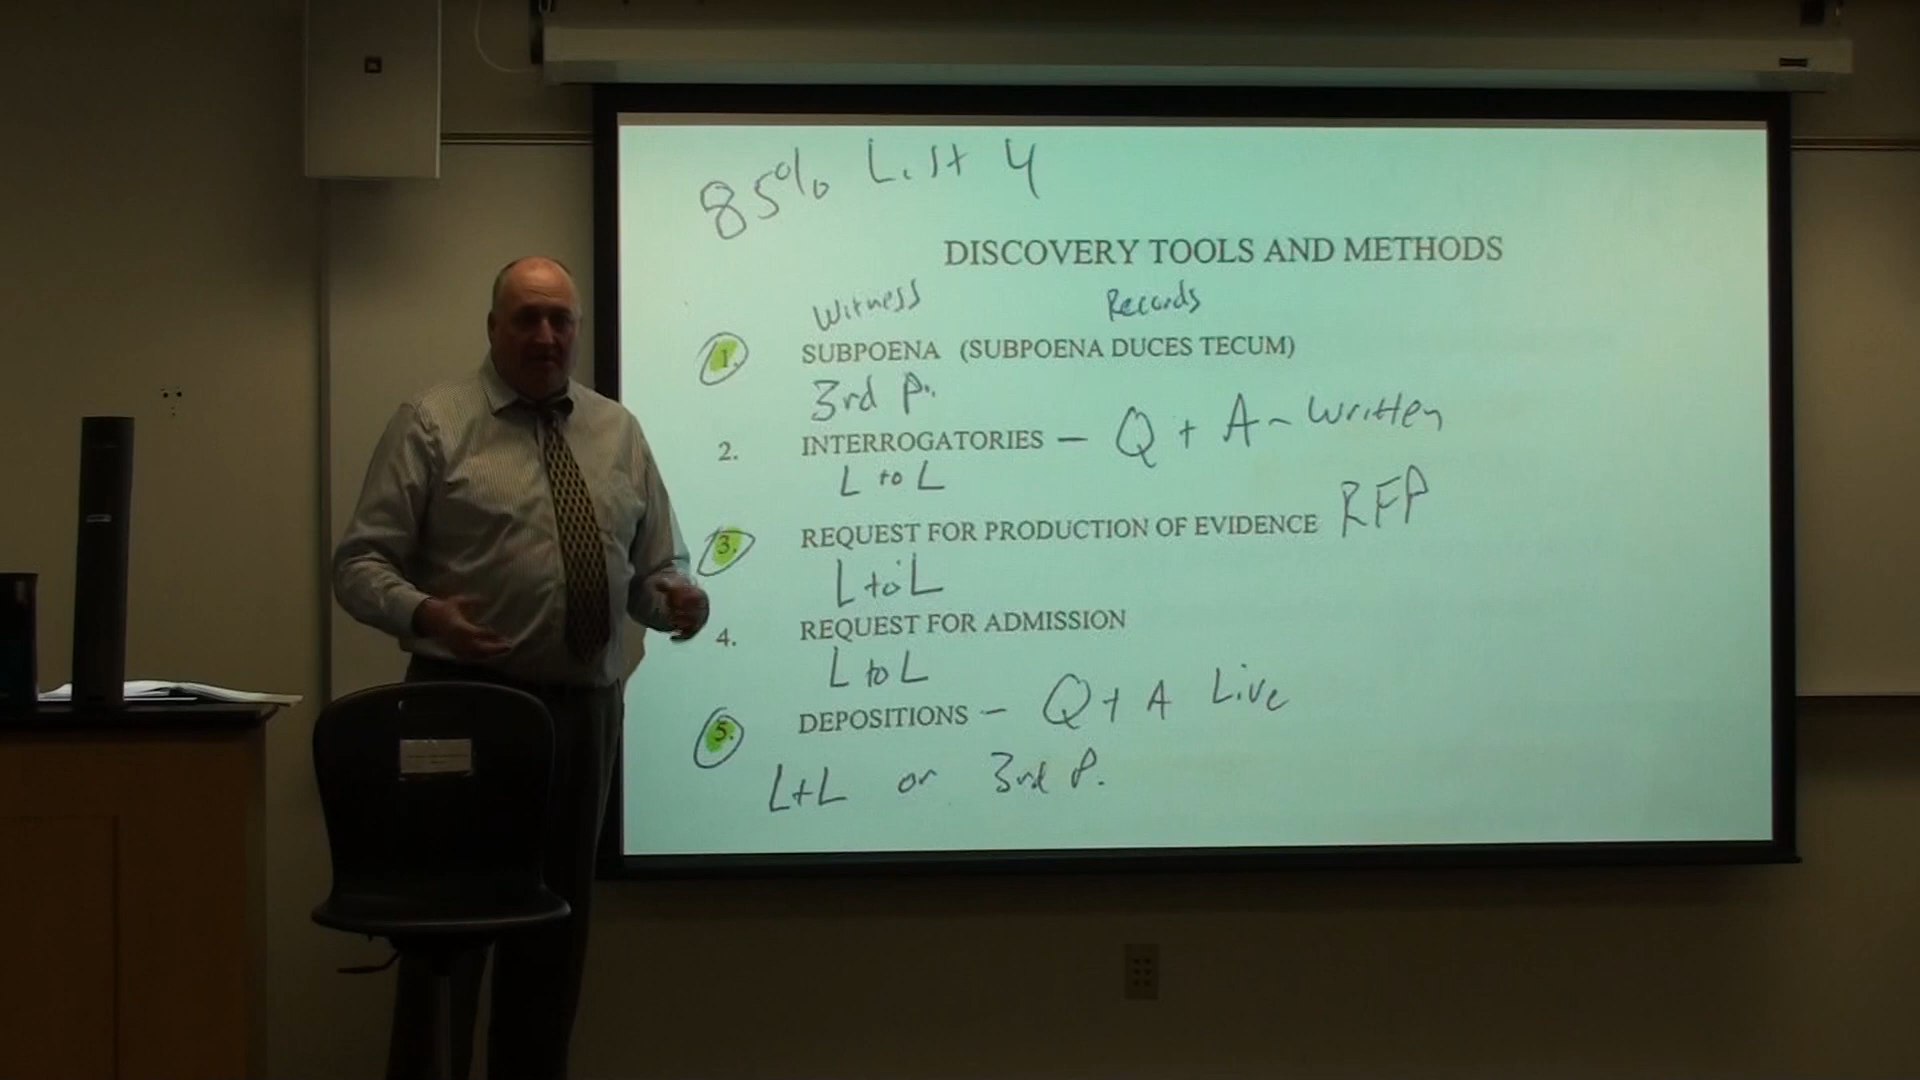 85% List 4
DISCOVERY TOOLS AND METHODS
Witness Records
1. SUBPOENA (SUBPOENA DUCES TECUM)
3rd P.
2. INTERROGATORIES — Q + A - Written
L to L
3. REQUEST FOR PRODUCTION OF EVIDENCE RFP
L to L
4. REQUEST FOR ADMISSION
L to L
5. DEPOSITIONS — Q + A Live
L+L or 3rd P.